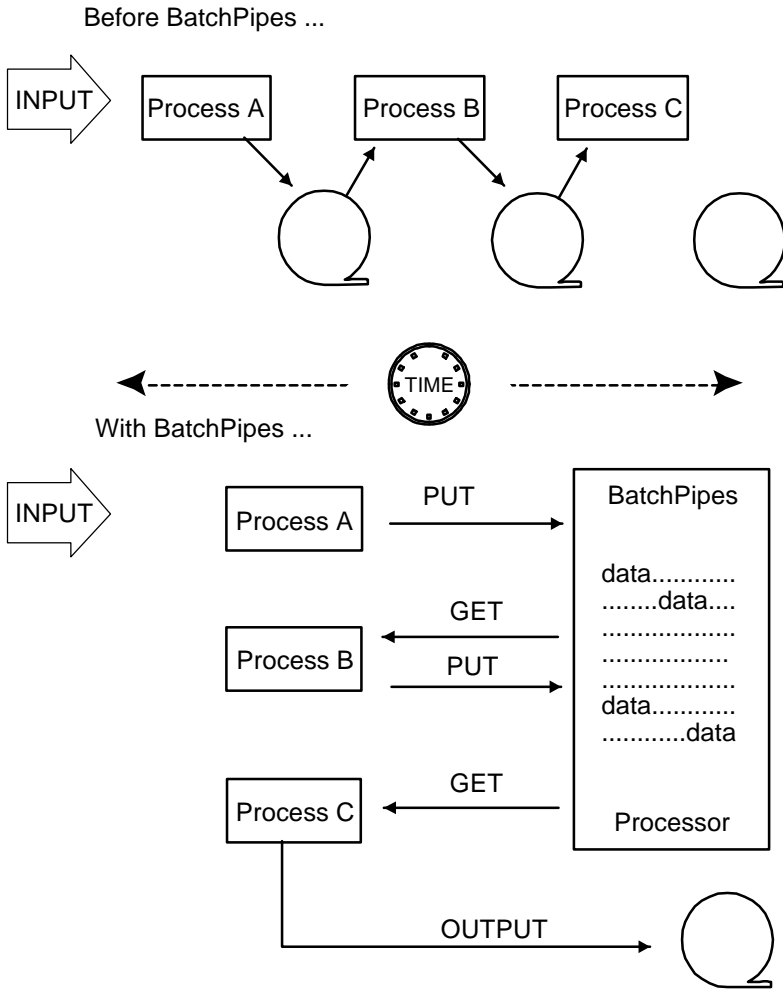 Before BatchPipes ...
INPUT
Process A
Process B
Process C
TIME
With BatchPipes ...
INPUT
Process A
PUT
BatchPipes
data............
........data....
...................
GET
Process B
..................
PUT
...................
data............
............data
GET
Process C
Processor
OUTPUT